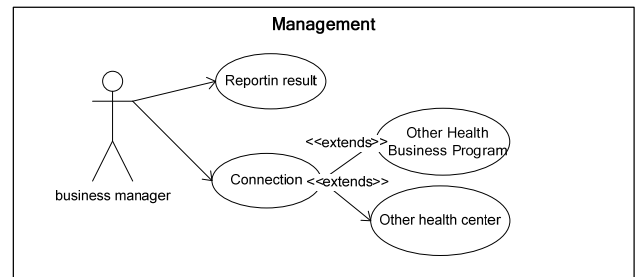 Management
Reportin result
<<extends>>
Other Health
Business Program
Connection
<<extends>>
business manager
Other health center